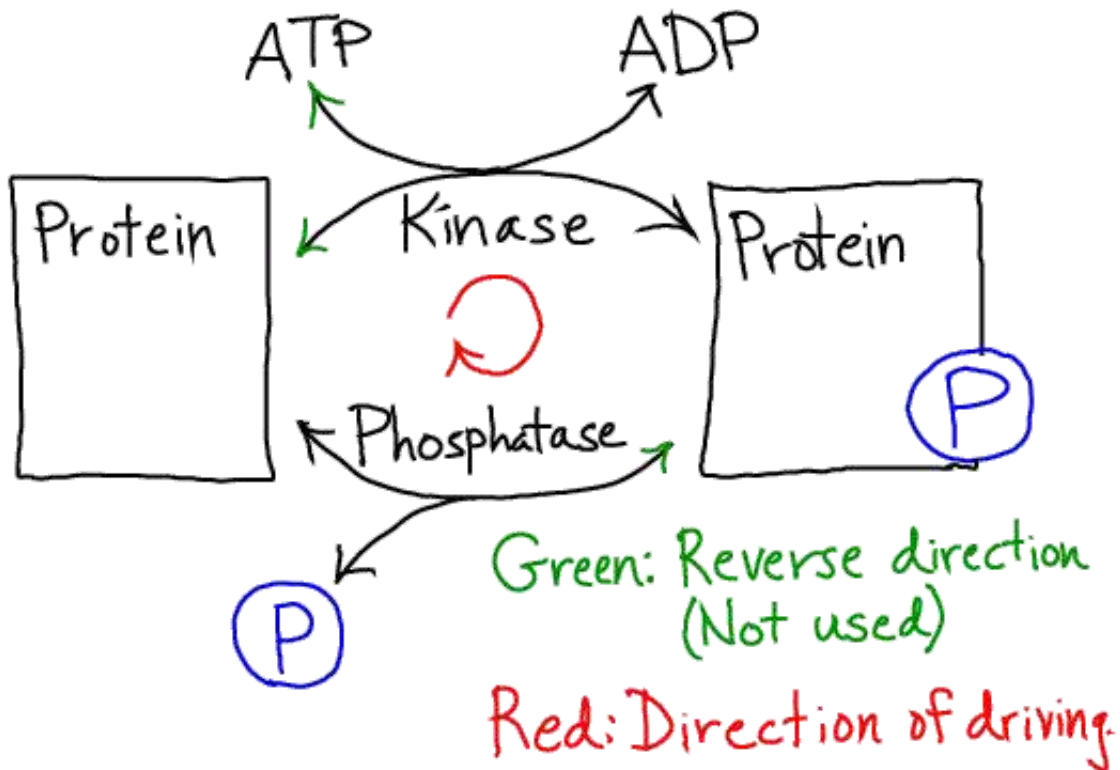 ATP
ADP
Protein
Kinase
Protein
Phosphatase
P
P
Green: Reverse direction
(Not used)
Red: Direction of driving.